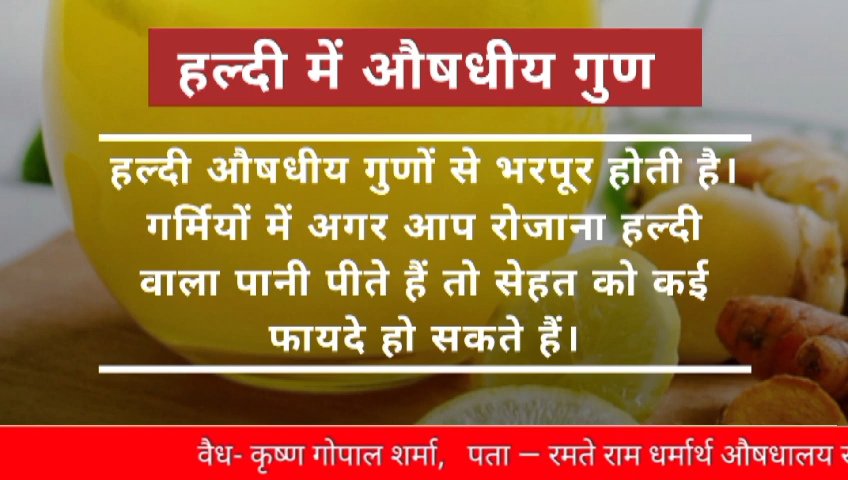 हल्दी में औषधीय गुण
हल्दी औषधीय गुणों से भरपूर होती है।
गर्मियों में अगर आप रोजाना हल्दी
वाला पानी पीते हैं तो सेहत को कई
फायदे हो सकते हैं।
वैध- कृष्ण गोपाल शर्मा, पता – रमते राम धर्मार्थ औषधालय